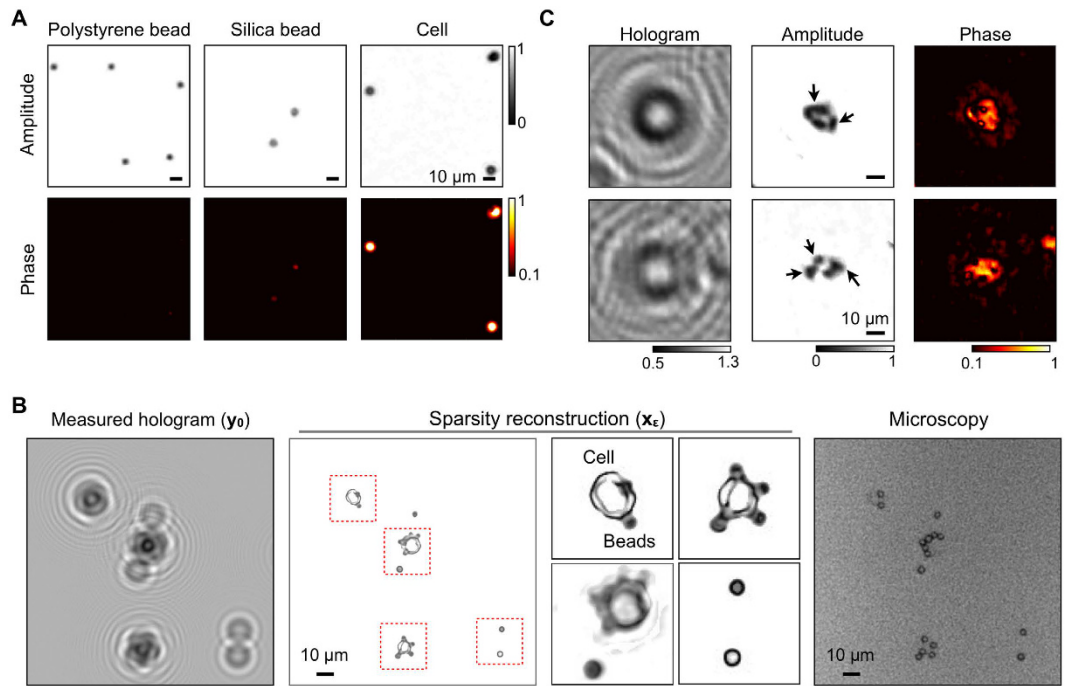 A
Polystyrene bead
Silica bead
Cell
Amplitude
1
0
10 µm
Phase
1
0.1
C
Hologram
Amplitude
Phase
10 µm
0.5
1.3
0
1
0.1
1
B
Measured hologram (y₀)
Sparsity reconstruction (xε)
Microscopy
Cell
Beads
10 µm
10 µm